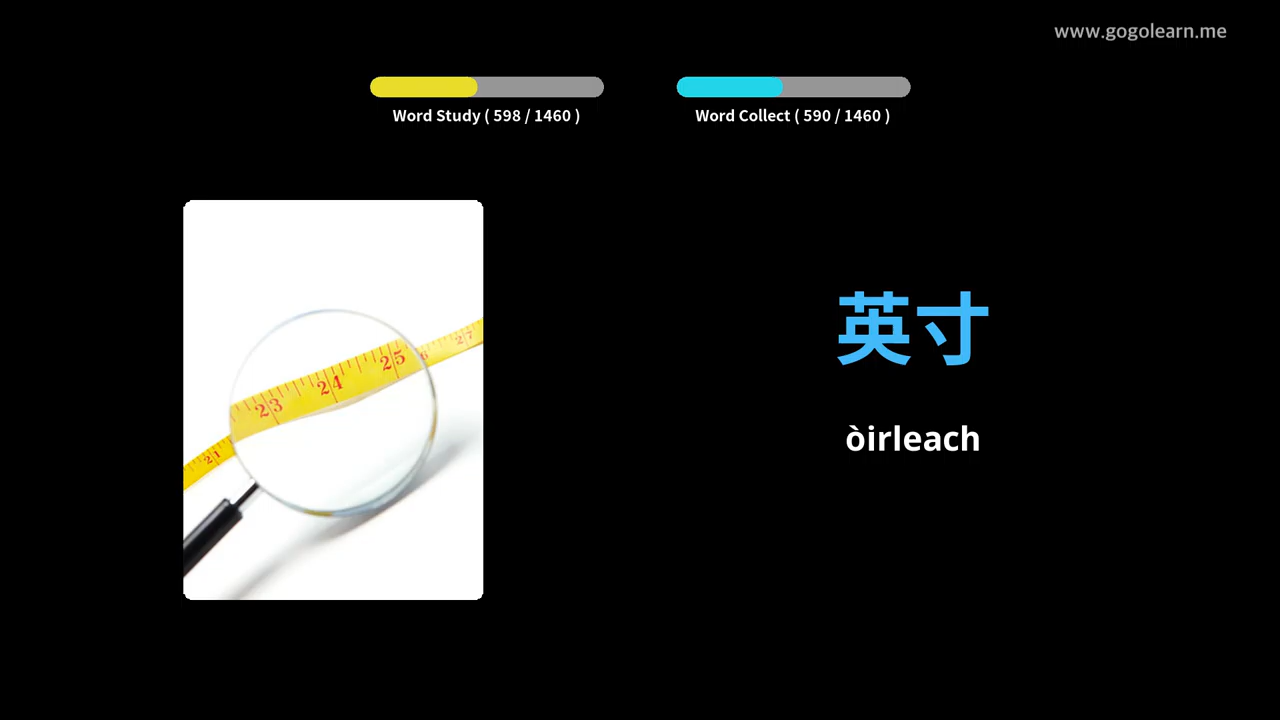 www.gogolearn.me
Word Study ( 598 / 1460 )
Word Collect ( 590 / 1460 )
英寸
òirleach
21
23
24
25
6
27